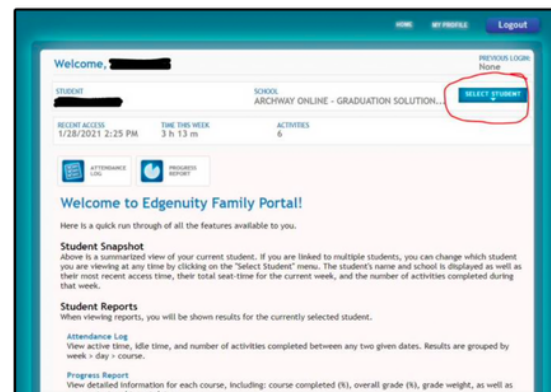 HOME MY PROFILE Logout
Welcome,
PREVIOUS LOGIN:
None
STUDENT
SCHOOL
ARCHWAY ONLINE - GRADUATION SOLUTION...
SELECT STUDENT
RECENT ACCESS
1/28/2021 2:25 PM
TIME THIS WEEK
3 h 13 m
ACTIVITIES
6
ATTENDANCE
LOG
PROGRESS
REPORT
Welcome to Edgenuity Family Portal!
Here is a quick run through of all the features available to you.
Student Snapshot
Above is a summarized view of your current student. If you are linked to multiple students, you can change which student
you are viewing at any time by clicking on the "Select Student" menu. The student's name and school is displayed as well as
their most recent access time, their total seat-time for the current week, and the number of activities completed during
that week.
Student Reports
When viewing reports, you will be shown results for the currently selected student.
Attendance Log
View active time, idle time, and number of activities completed between any two given dates. Results are grouped by
week > day > course.
Progress Report
View detailed information for each course, including: course completed (%), overall grade (%), grade weight, as well as